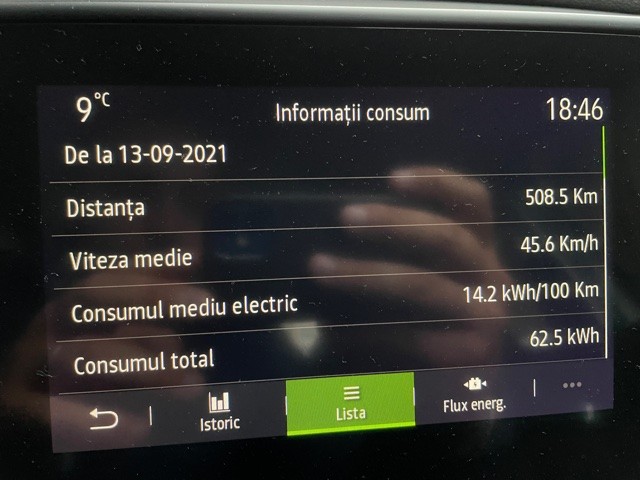 9°C Informații consum 18:46
De la 13-09-2021
Distanța 508.5 Km
Viteza medie 45.6 Km/h
Consumul mediu electric 14.2 kWh/100 Km
Consumul total 62.5 kWh
Istoric Lista Flux energ.